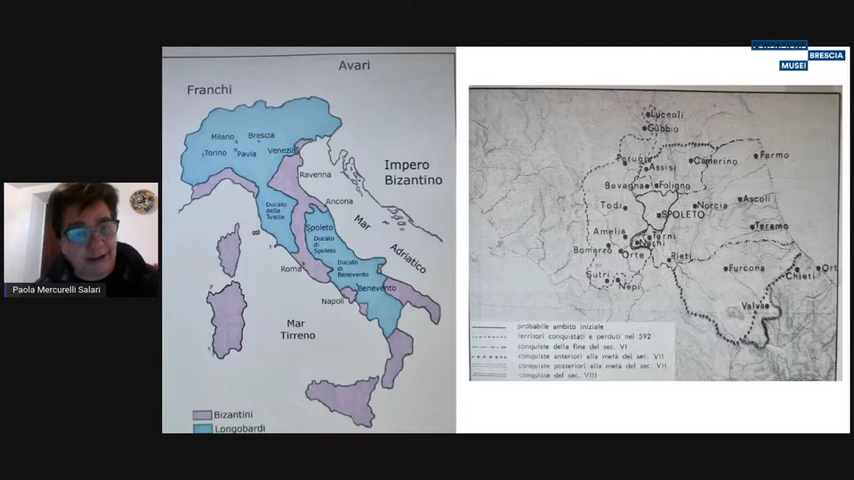 FONDAZIONE
BRESCIA
MUSEI
Avari
Franchi
Milano
Brescia
Torino
Pavia
Venezia
Impero
Bizantino
Ravenna
Ancona
Ducato
della
Tuscia
Mar
Adriatico
Spoleto
Ducato
di
Spoleto
Roma
Ducato
di
Benevento
Benevento
Napoli
Mar
Tirreno
Bizantini
Longobardi
Luceoli
Gubbio
Perugia
Assisi
Camerino
Fermo
Bevagna
Foligno
Todi
SPOLETO
Norcia
Ascoli
Amelia
Terni
Teramo
Bomarzo
Orte
Rieti
Sutri
Nepi
Furcona
Chieti
Valva
probabile ambito iniziale
territori conquistati e perduti nel 592
conquiste della fine del sec. VI
conquiste anteriori alla metà del sec. VII
conquiste posteriori alla metà del sec. VII
conquiste del sec. VIII
Paola Mercurelli Salari